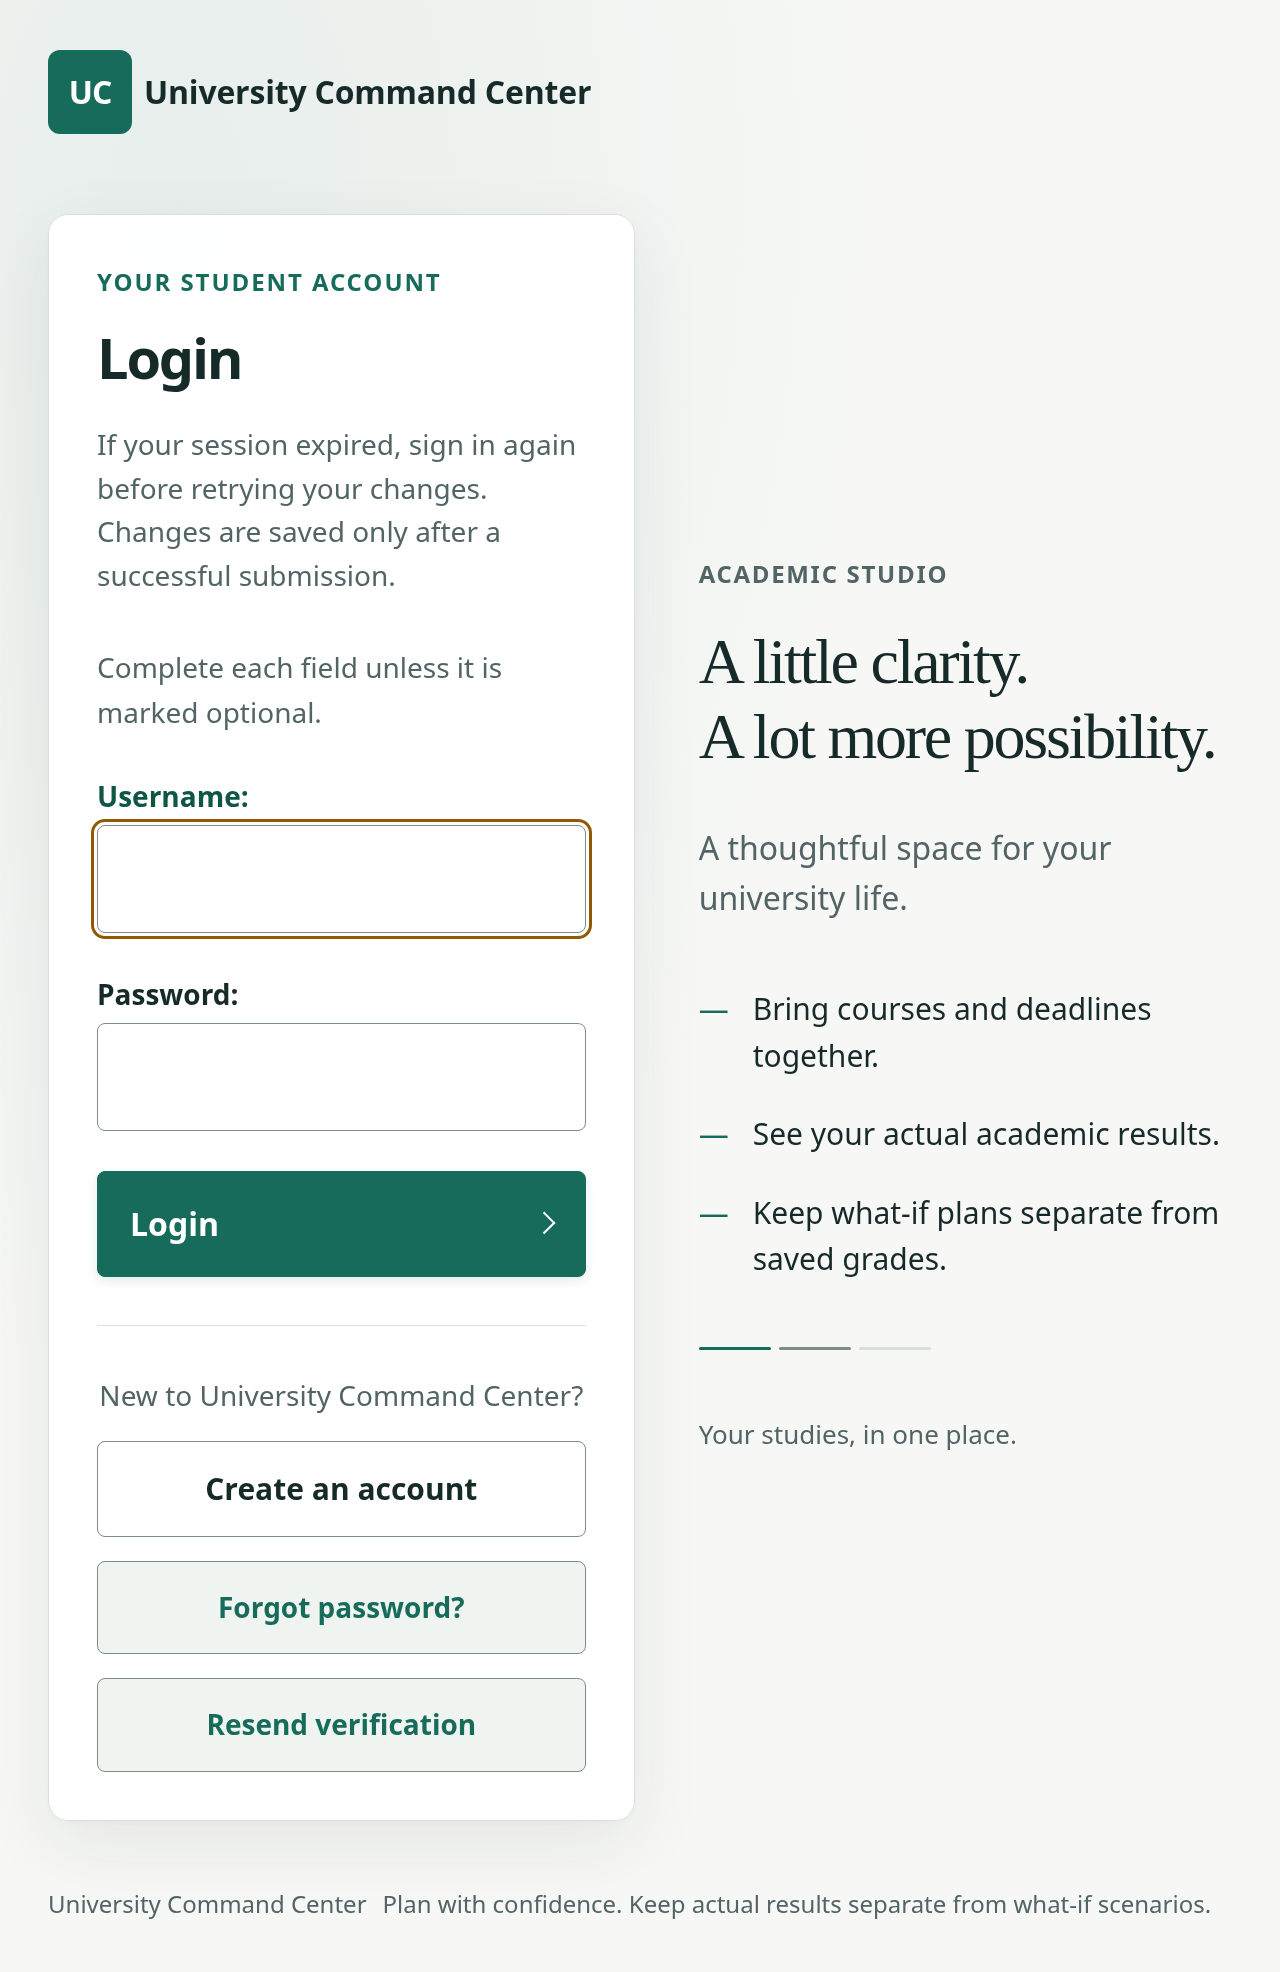 UC
University Command Center
YOUR STUDENT ACCOUNT
Login
If your session expired, sign in again
before retrying your changes.
Changes are saved only after a
successful submission.
Complete each field unless it is
marked optional.
Username:
Password:
Login
New to University Command Center?
Create an account
Forgot password?
Resend verification
ACADEMIC STUDIO
A little clarity.
A lot more possibility.
A thoughtful space for your
university life.
— Bring courses and deadlines
together.
— See your actual academic results.
— Keep what-if plans separate from
saved grades.
Your studies, in one place.
University Command Center Plan with confidence. Keep actual results separate from what-if scenarios.